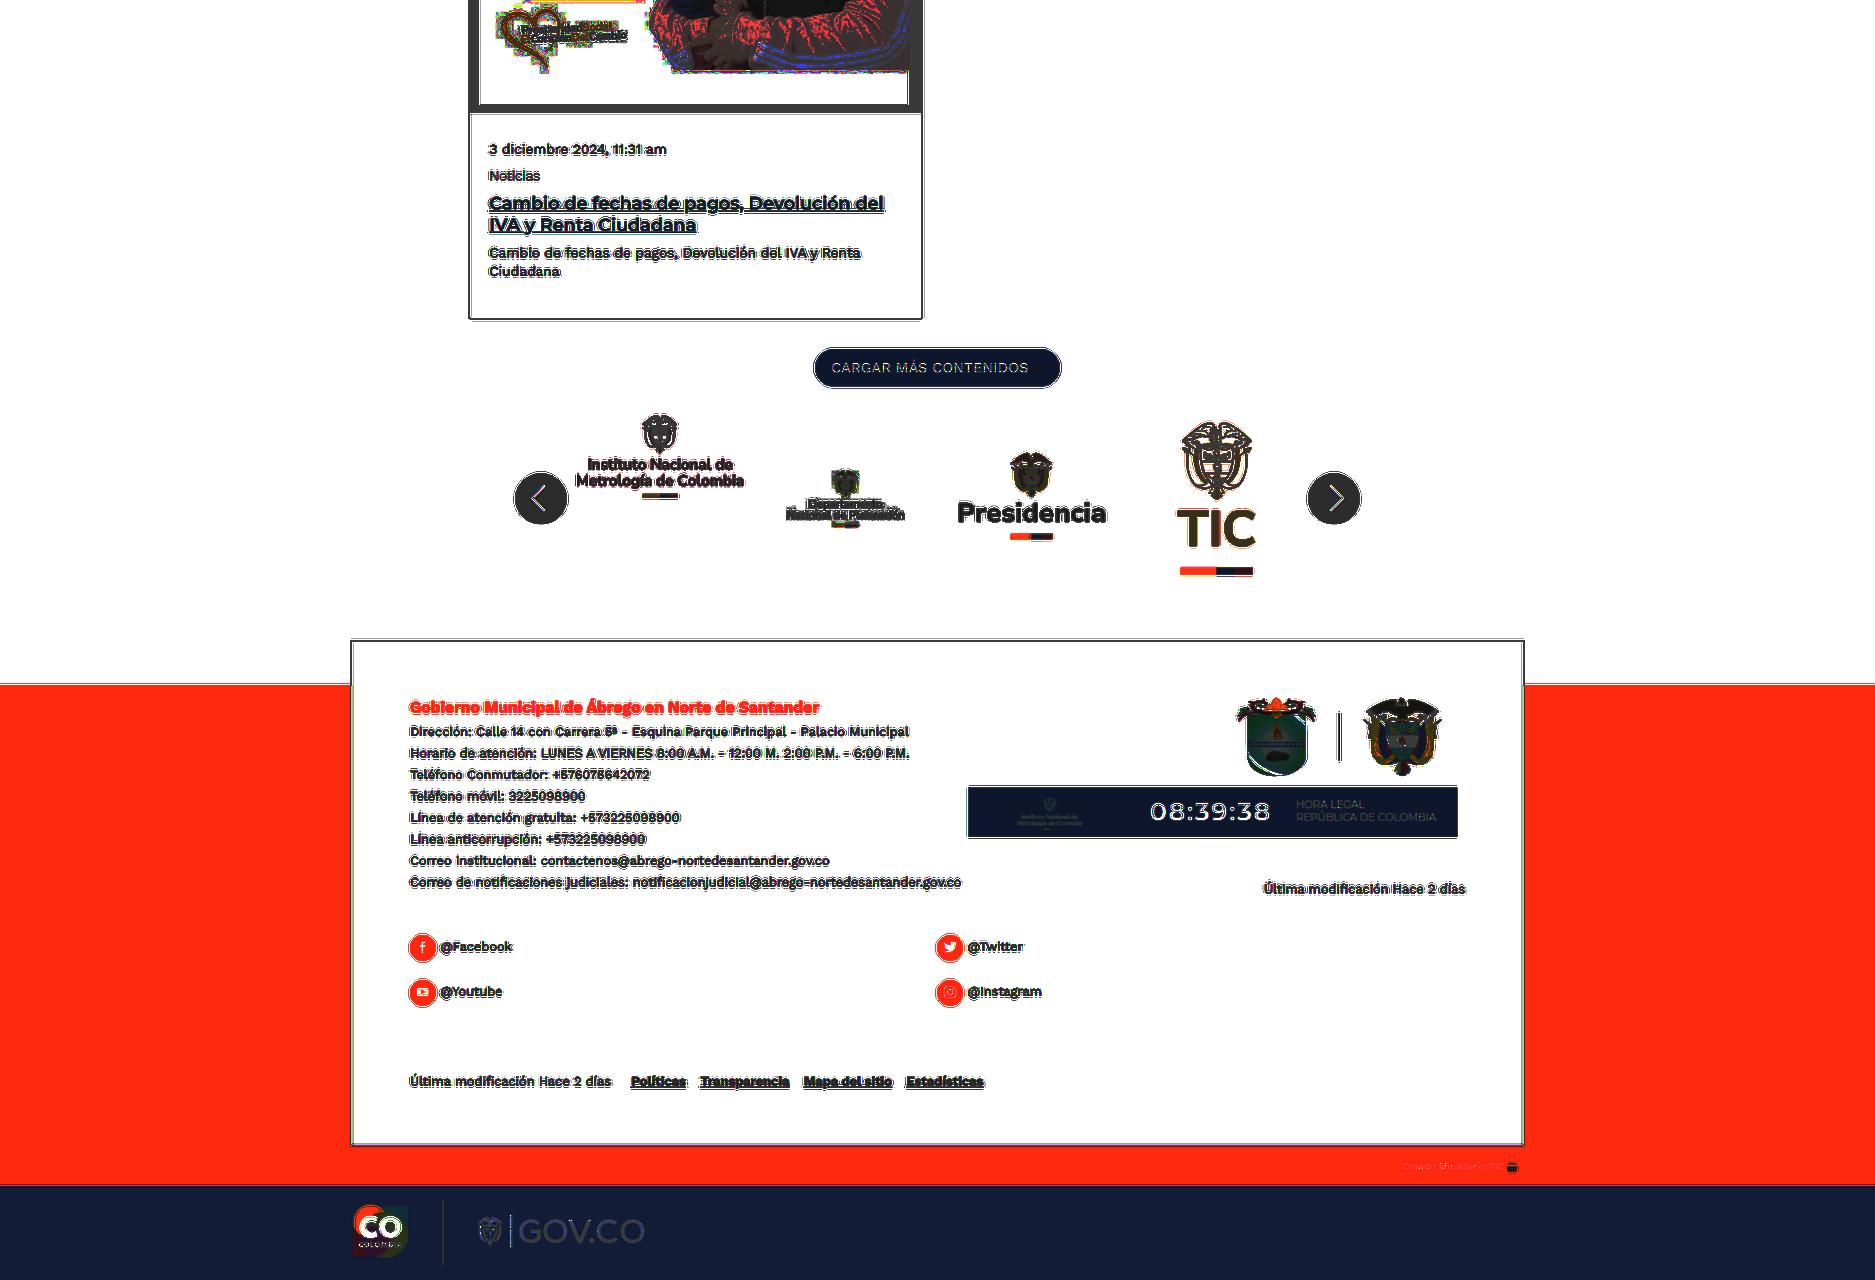 3 diciembre 2024, 11:31 am
Noticias
Cambio de fechas de pagos, Devolución del
IVA y Renta Ciudadana
Cambio de fechas de pagos, Devolución del IVA y Renta
Ciudadana
CARGAR MÁS CONTENIDOS
Instituto Nacional de
Metrología de Colombia
Departamento
Nacional de Planeación
Presidencia
TIC
Gobierno Municipal de Ábrego en Norte de Santander
Dirección: Calle 14 con Carrera 5ª - Esquina Parque Principal - Palacio Municipal
Horario de atención: LUNES A VIERNES 8:00 A.M. - 12:00 M. 2:00 P.M. - 6:00 P.M.
Teléfono Conmutador: +576075642072
Teléfono móvil: 3225098900
Línea de atención gratuita: +573225098900
Línea anticorrupción: +573225098900
Correo institucional: contactenos@abrego-nortedesantander.gov.co
Correo de notificaciones judiciales: notificacionjudicial@abrego-nortedesantander.gov.co
Instituto Nacional de
Metrología de Colombia
08:39:38
HORA LEGAL
REPÚBLICA DE COLOMBIA
Última modificación Hace 2 días
@Facebook
@Twitter
@Youtube
@Instagram
Última modificación Hace 2 días Políticas Transparencia Mapa del sitio Estadísticas
Creado Ministerio TIC
CO
COLOMBIA
GOV.CO